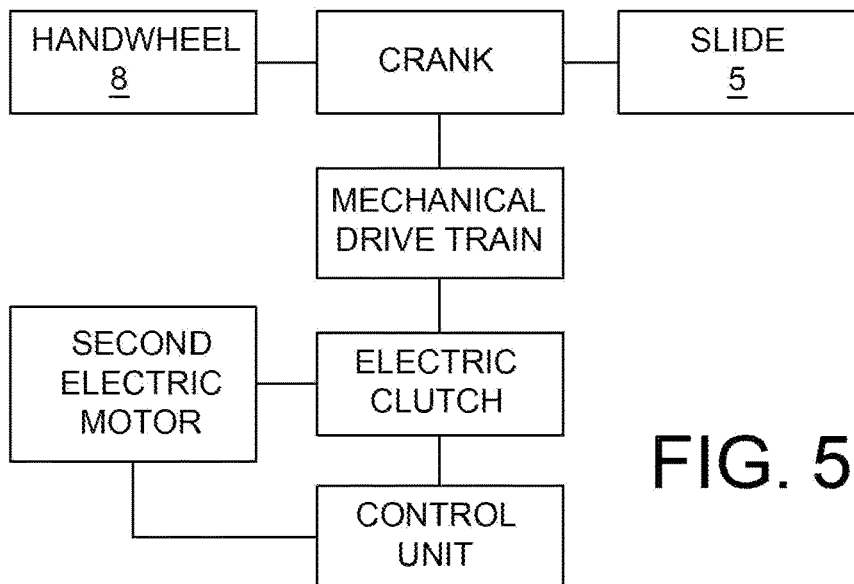 HANDWHEEL
8
CRANK
SLIDE
5
MECHANICAL
DRIVE TRAIN
SECOND
ELECTRIC
MOTOR
ELECTRIC
CLUTCH
CONTROL
UNIT
FIG. 5